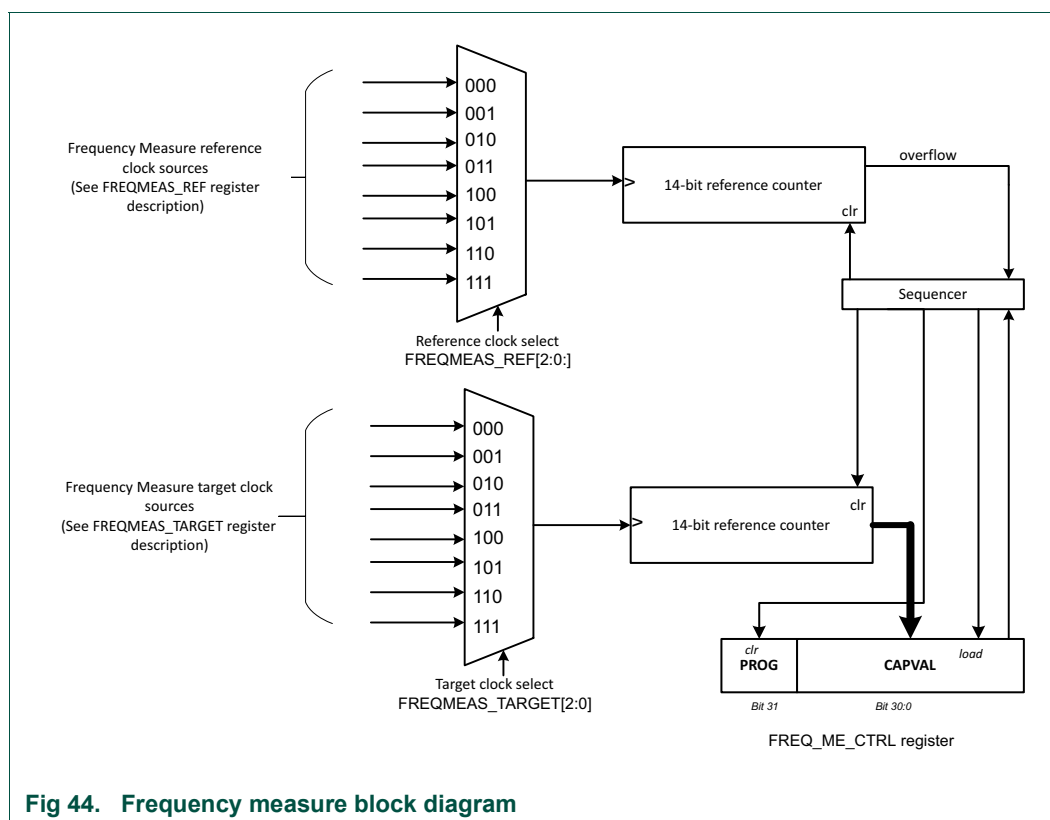 000
001
010
011
100
101
110
111
Frequency Measure reference
clock sources
(See FREQMEAS_REF register
description)
Reference clock select
FREQMEAS_REF[2:0:]
14-bit reference counter
clr
overflow
Sequencer
000
001
010
011
100
101
110
111
Frequency Measure target clock
sources
(See FREQMEAS_TARGET register
description)
Target clock select
FREQMEAS_TARGET[2:0]
14-bit reference counter
clr
clr
PROG
CAPVAL
load
Bit 31
Bit 30:0
FREQ_ME_CTRL register
Fig 44. Frequency measure block diagram